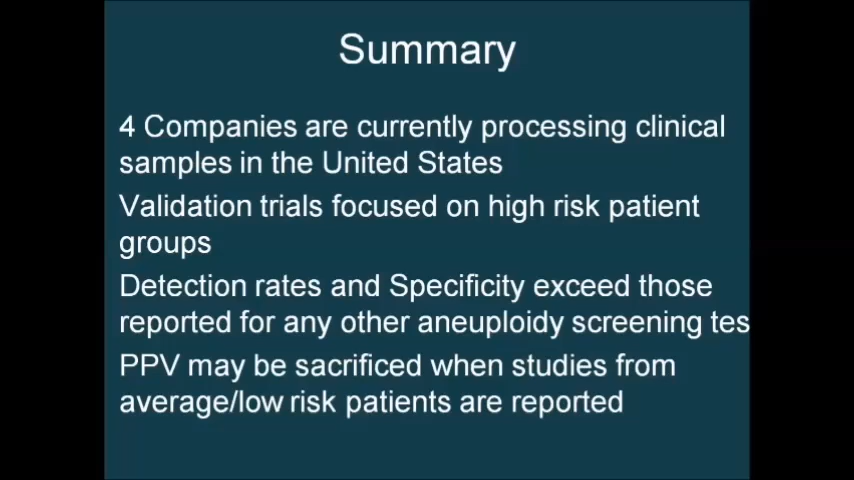 Summary
4 Companies are currently processing clinical
samples in the United States
Validation trials focused on high risk patient
groups
Detection rates and Specificity exceed those
reported for any other aneuploidy screening tes
PPV may be sacrificed when studies from
average/low risk patients are reported